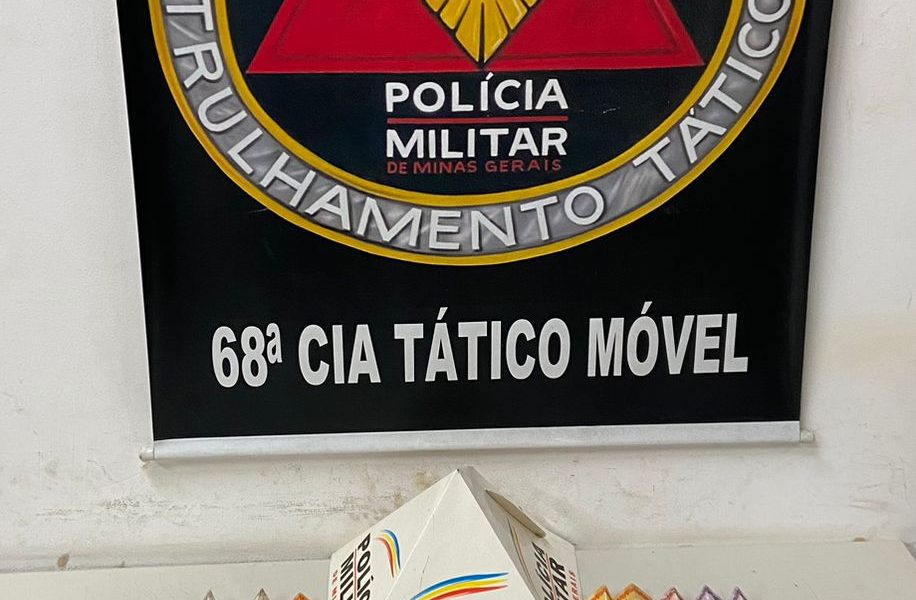 TRULHAMENTO TÁTICO
POLÍCIA
MILITAR
DE MINAS GERAIS
68ª CIA TÁTICO MÓVEL